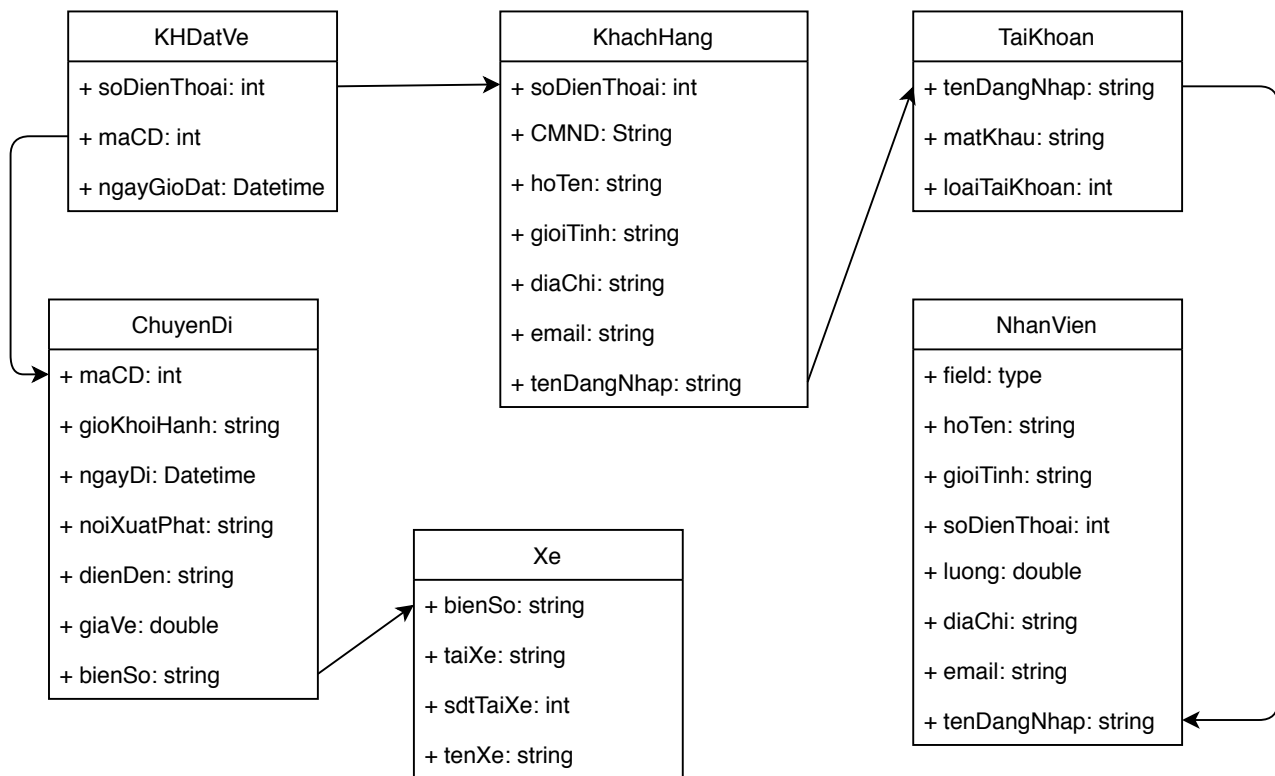 KHDatVe
+ soDienThoai: int
+ maCD: int
+ ngayGioDat: Datetime
KhachHang
+ soDienThoai: int
+ CMND: String
+ hoTen: string
+ gioiTinh: string
+ diaChi: string
+ email: string
+ tenDangNhap: string
TaiKhoan
+ tenDangNhap: string
+ matKhau: string
+ loaiTaiKhoan: int
ChuyenDi
+ maCD: int
+ gioKhoiHanh: string
+ ngayDi: Datetime
+ noiXuatPhat: string
+ dienDen: string
+ giaVe: double
+ bienSo: string
Xe
+ bienSo: string
+ taiXe: string
+ sdtTaiXe: int
+ tenXe: string
NhanVien
+ field: type
+ hoTen: string
+ gioiTinh: string
+ soDienThoai: int
+ luong: double
+ diaChi: string
+ email: string
+ tenDangNhap: string